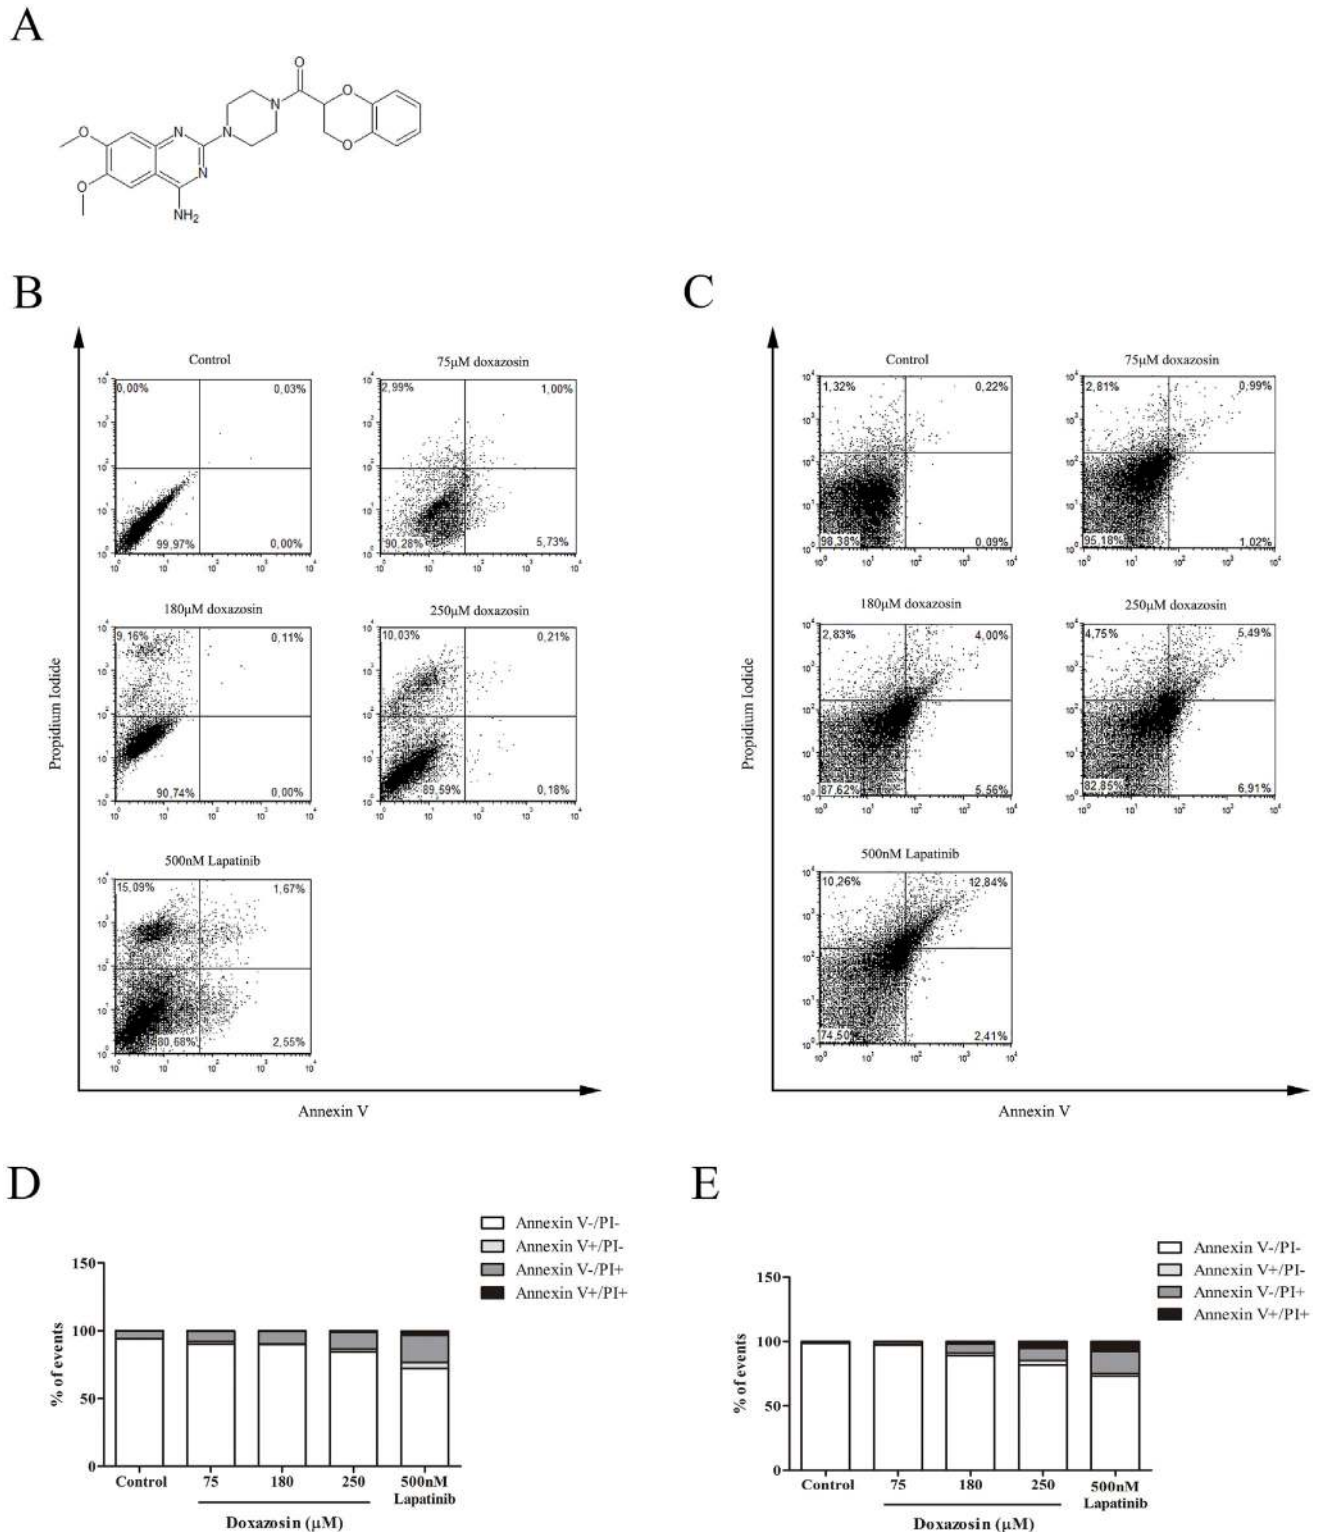 A
O
N
O
O
N
N
O
N
O
NH2
B
C
Control
0,00%
0,03%
99,97%
0,00%
75µM doxazosin
2,99%
1,00%
90,28%
5,73%
180µM doxazosin
9,16%
0,11%
90,74%
0,00%
250µM doxazosin
10,03%
0,21%
89,59%
0,18%
500nM Lapatinib
15,09%
1,67%
80,68%
2,55%
Propidium Iodide
Annexin V
Control
1,32%
0,22%
98,38%
0,09%
75µM doxazosin
2,81%
0,99%
95,18%
1,02%
180µM doxazosin
2,83%
4,00%
87,62%
5,56%
250µM doxazosin
4,75%
5,49%
82,85%
6,91%
500nM Lapatinib
10,26%
12,84%
74,50%
2,41%
Propidium Iodide
Annexin V
D
Annexin V-/PI-
Annexin V+/PI-
Annexin V-/PI+
Annexin V+/PI+
% of events
150
100
50
0
Control 75 180 250 500nM
Lapatinib
Doxazosin (µM)
E
Annexin V-/PI-
Annexin V+/PI-
Annexin V-/PI+
Annexin V+/PI+
% of events
150
100
50
0
Control 75 180 250 500nM
Lapatinib
Doxazosin (µM)